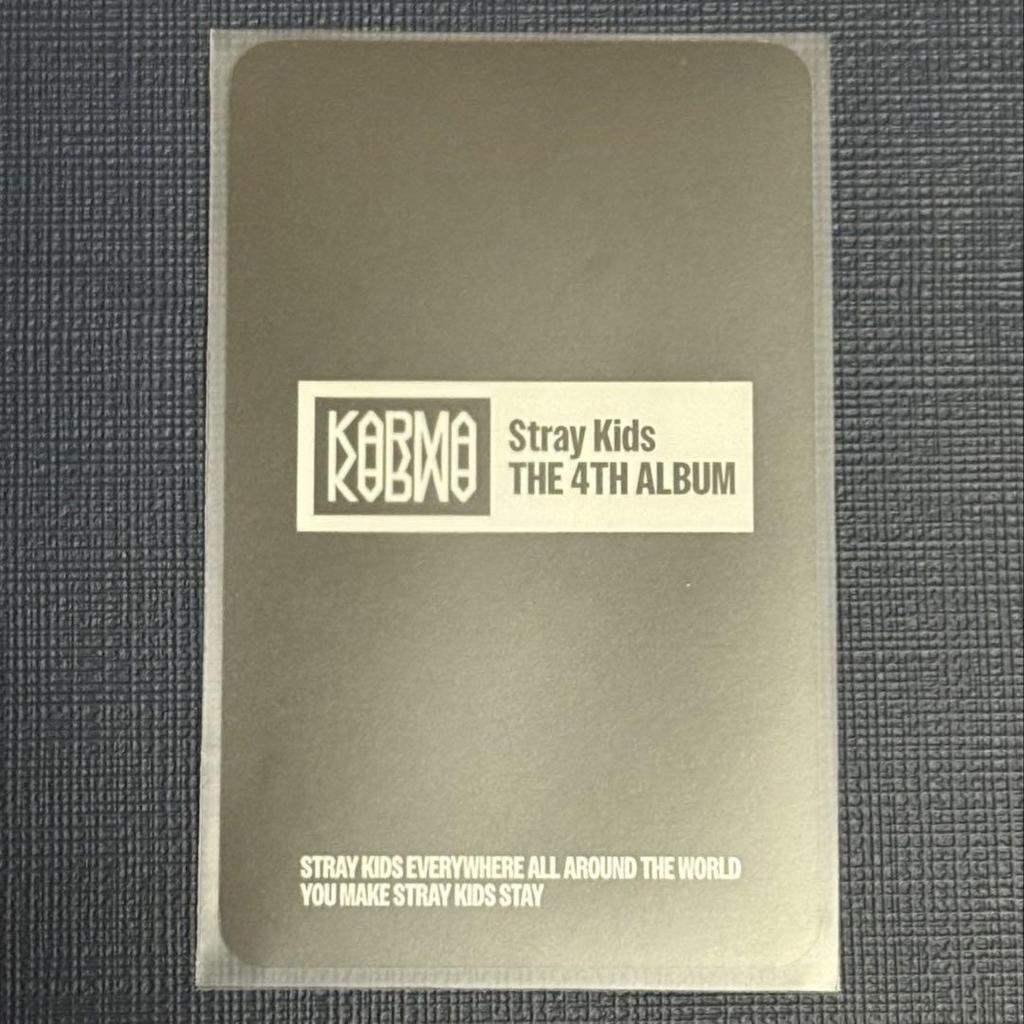 KARMA
Stray Kids
THE 4TH ALBUM
STRAY KIDS EVERYWHERE ALL AROUND THE WORLD
YOU MAKE STRAY KIDS STAY